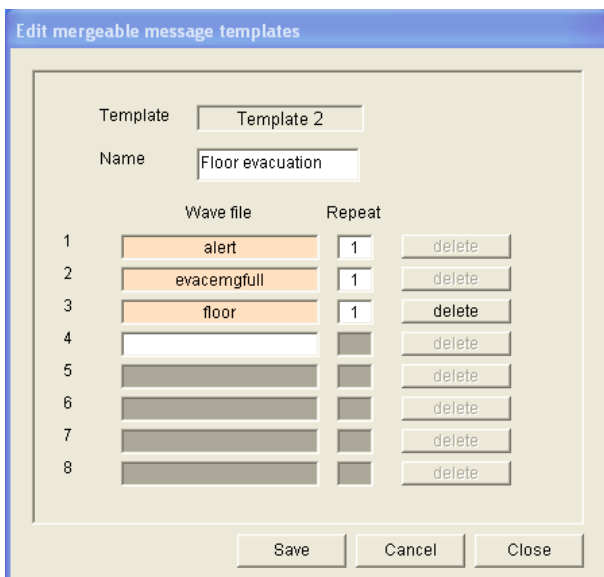 Edit mergeable message templates
Template Template 2
Name Floor evacuation
Wave file Repeat
1 alert 1 delete
2 evacemgfull 1 delete
3 floor 1 delete
4 delete
5 delete
6 delete
7 delete
8 delete
Save Cancel Close